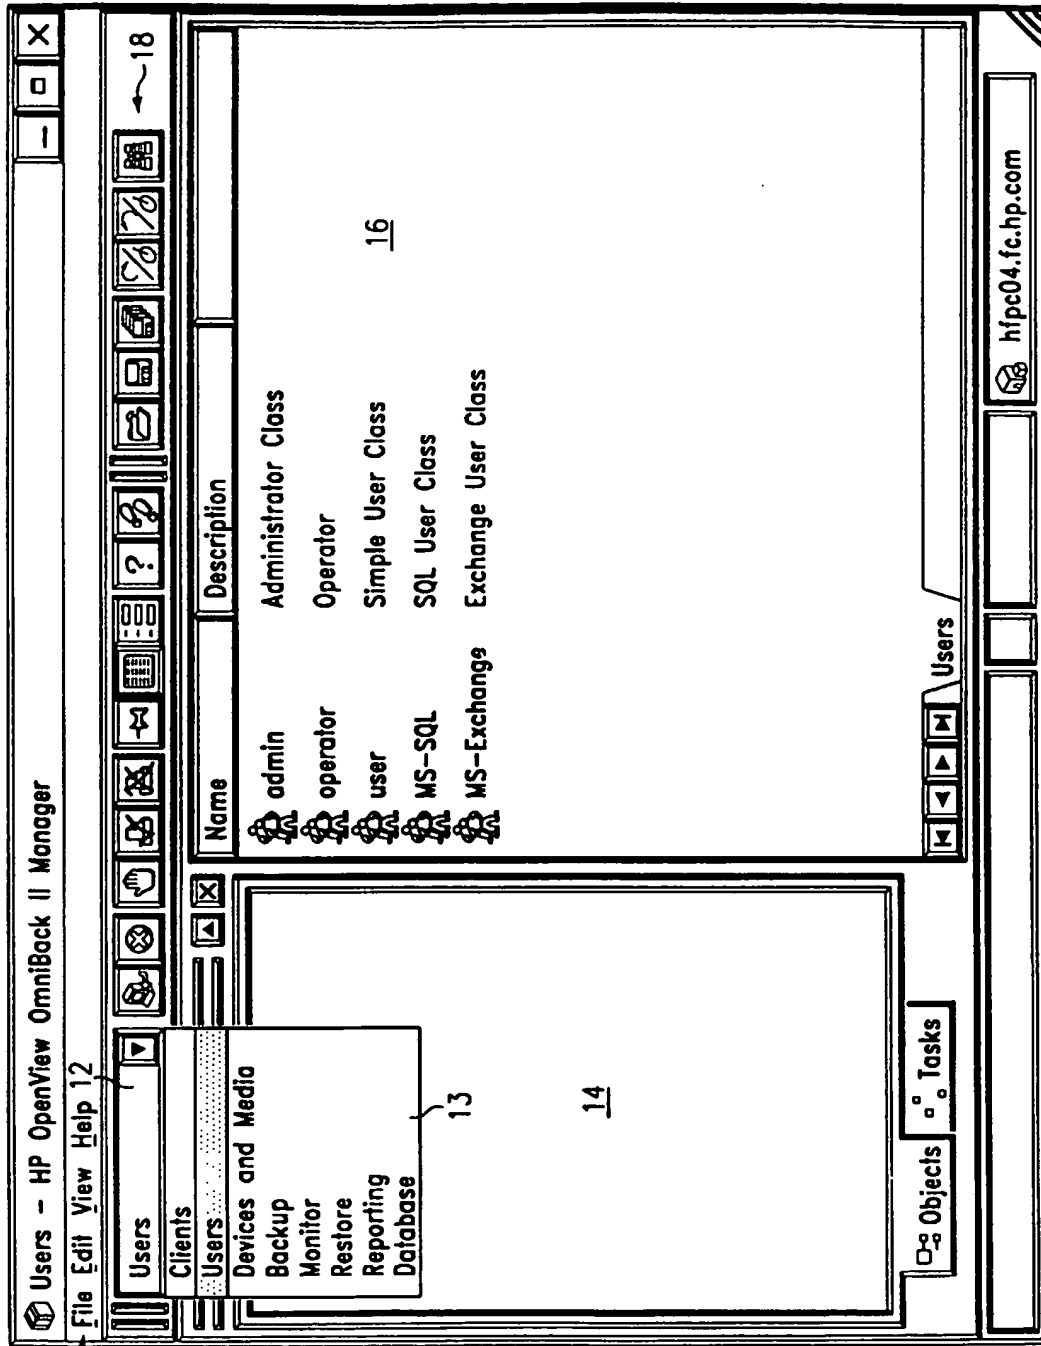 Users - HP OpenView OmniBack II Manager
File Edit View Help 12
18
Users
?
Clients
Users
Devices and Media
Backup
Monitor
Restore
Reporting
Database
13
14
Objects
Tasks
Name Description
admin Administrator Class
operator Operator
user Simple User Class
MS-SQL SQL User Class
MS-Exchange Exchange User Class
16
Users
hfpc04.fc.hp.com